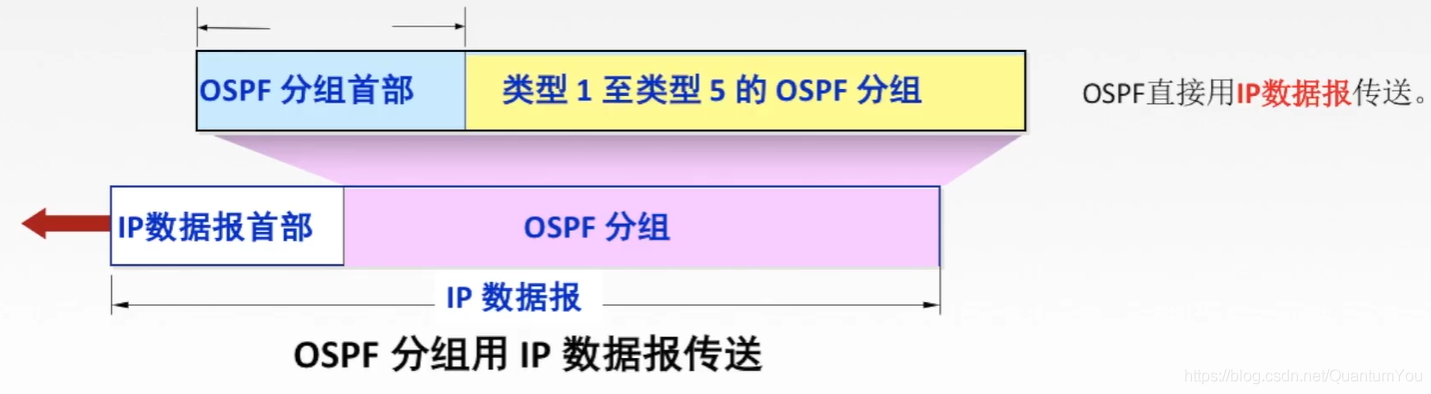 OSPF 分组首部
类型 1 至类型 5 的 OSPF 分组
OSPF直接用IP数据报传送。
IP数据报首部
OSPF 分组
IP 数据报
OSPF 分组用 IP 数据报传送
https://blog.csdn.net/QuantumYou